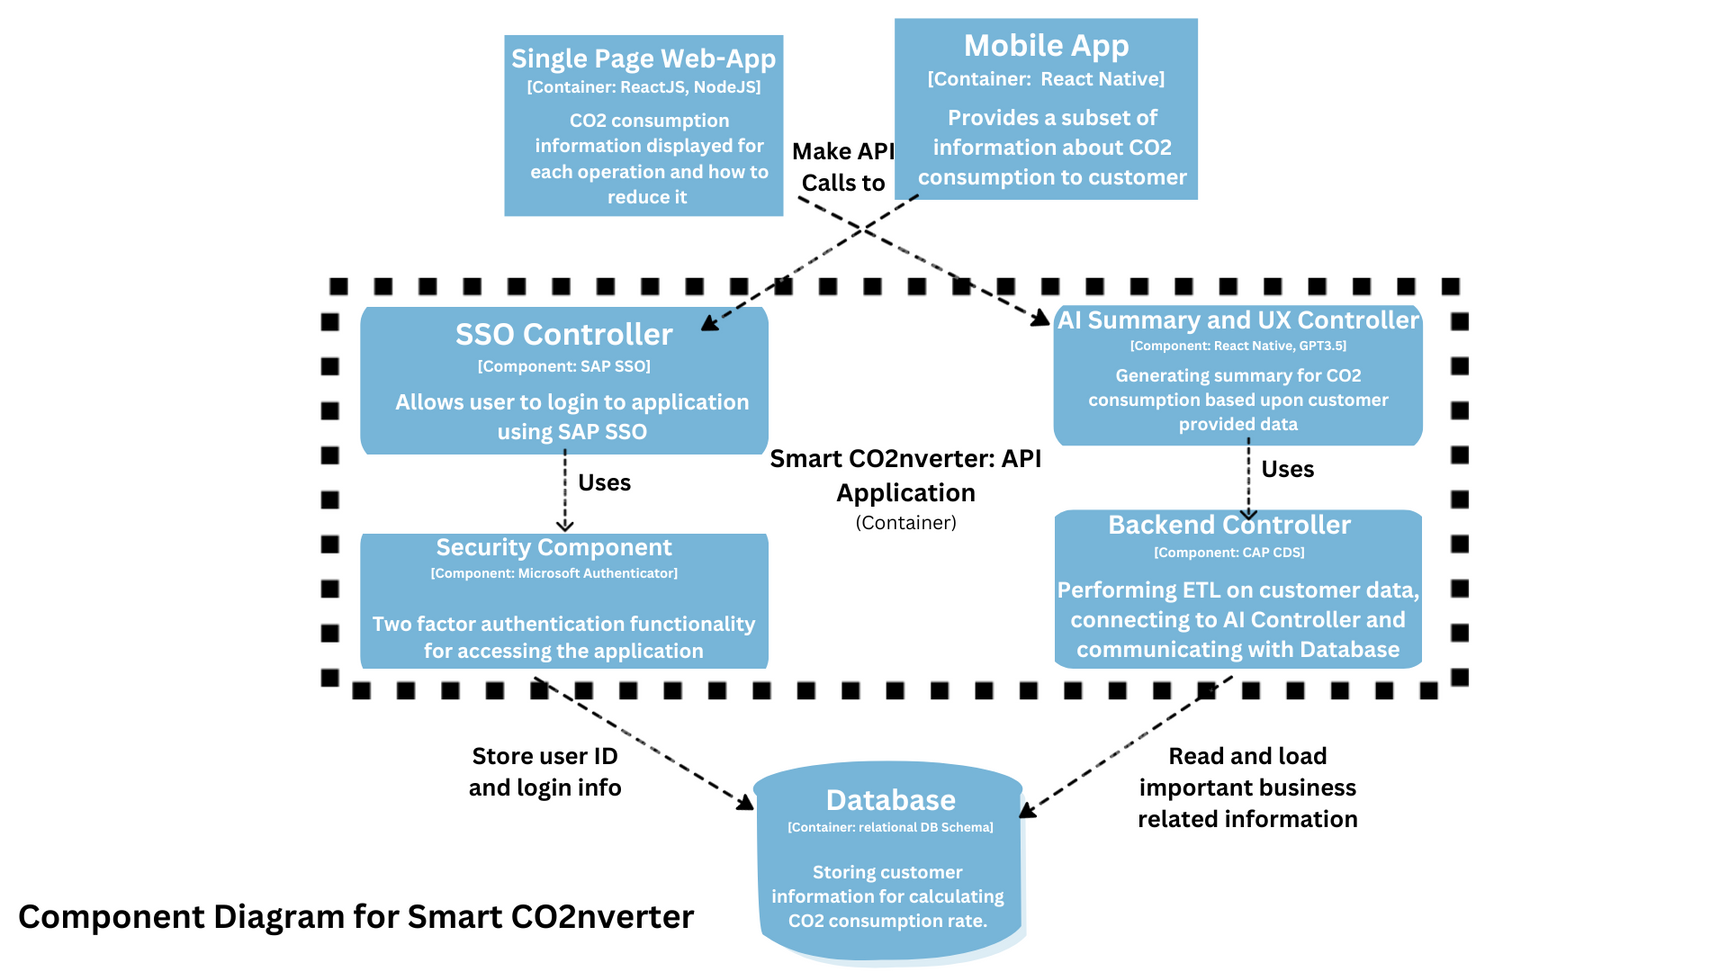 Single Page Web-App
[Container: ReactJS, NodeJS]
CO2 consumption
information displayed for
each operation and how to
reduce it
Mobile App
[Container:  React Native]
Provides a subset of
information about CO2
consumption to customer
Make API
Calls to
SSO Controller
[Component: SAP SSO]
Allows user to login to application
using SAP SSO
AI Summary and UX Controller
[Component: React Native, GPT3.5]
Generating summary for CO2
consumption based upon customer
provided data
Smart CO2nverter: API
Application
(Container)
Uses
Uses
Security Component
[Component: Microsoft Authenticator]
Two factor authentication functionality
for accessing the application
Backend Controller
[Component: CAP CDS]
Performing ETL on customer data,
connecting to AI Controller and
communicating with Database
Store user ID
and login info
Read and load
important business
related information
Database
[Container: relational DB Schema]
Storing customer
information for calculating
CO2 consumption rate.
Component Diagram for Smart CO2nverter